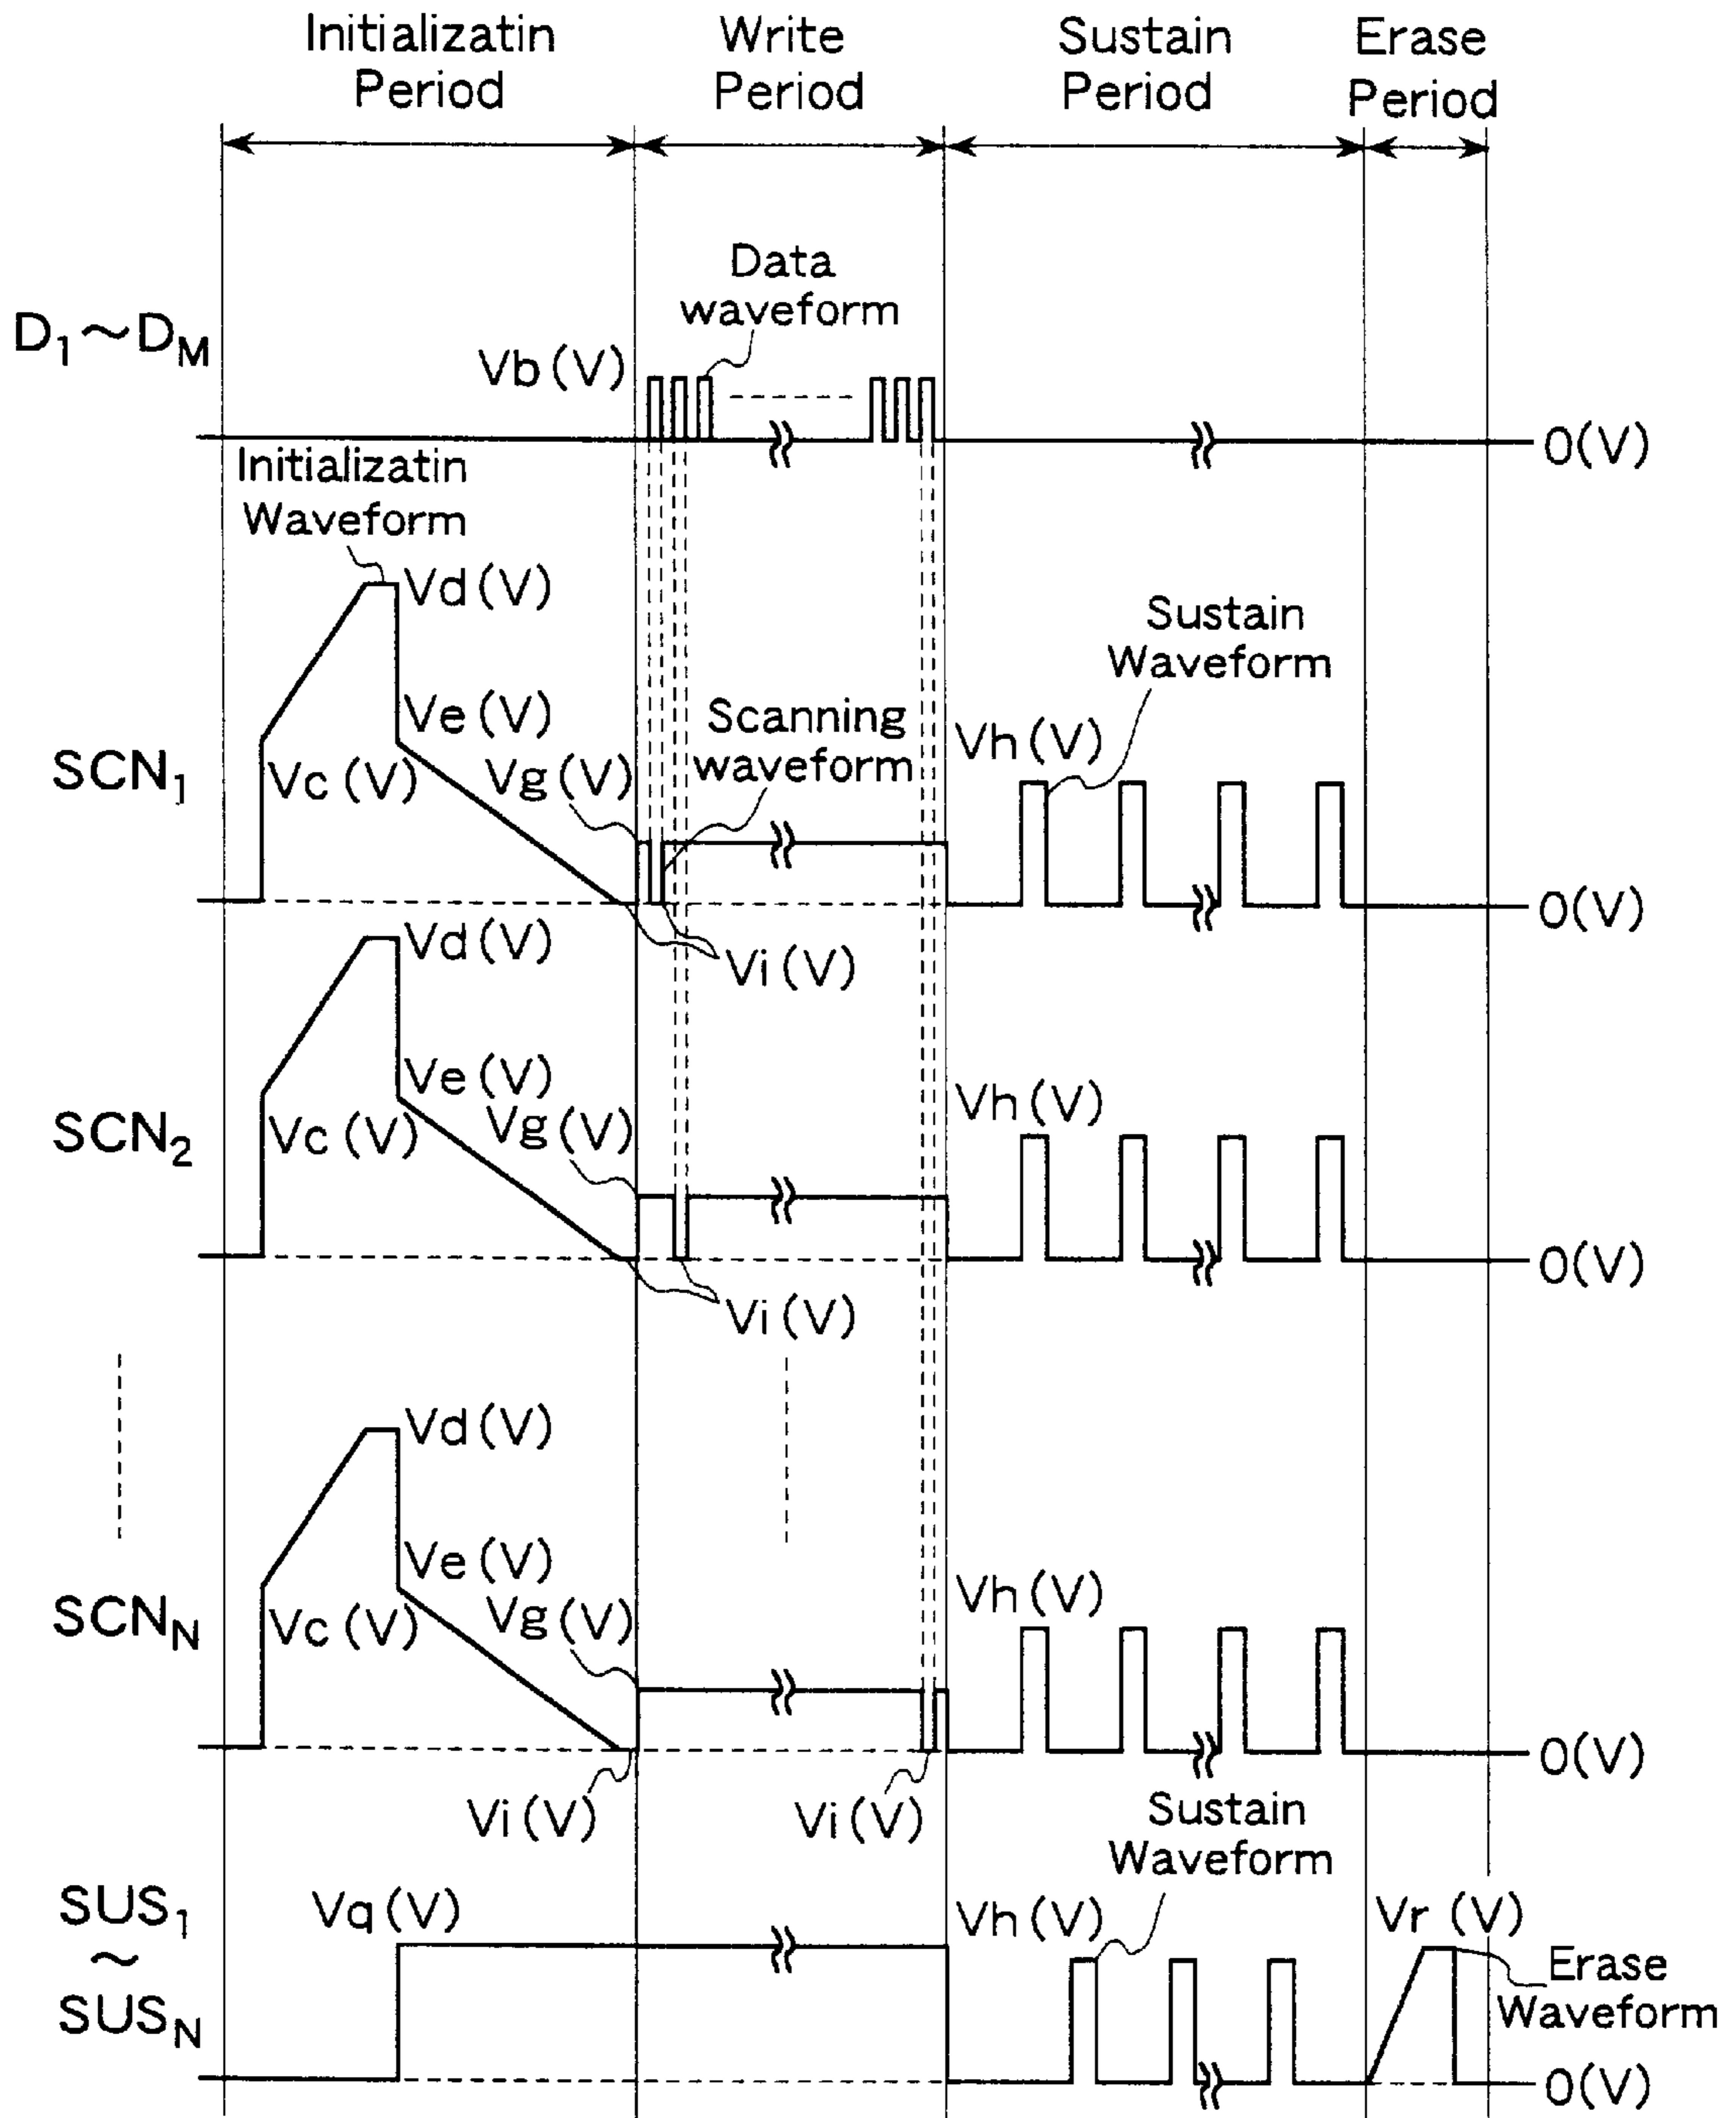 Initializatin
Period
Write
Period
Sustain
Period
Erase
Period
Data
waveform
D1~DM
Vb(V)
0(V)
Initializatin
Waveform
Vd(V)
Sustain
Waveform
Ve(V)
Scanning
waveform
Vh(V)
SCN1
Vc(V)
Vg(V)
0(V)
Vi(V)
Vd(V)
Ve(V)
Vh(V)
SCN2
Vc(V)
Vg(V)
0(V)
Vi(V)
Vd(V)
Ve(V)
Vh(V)
SCNN
Vc(V)
Vg(V)
0(V)
Vi(V)
Vi(V)
Sustain
Waveform
SUS1
~
SUSN
Vq(V)
Vh(V)
Vr(V)
Erase
Waveform
0(V)